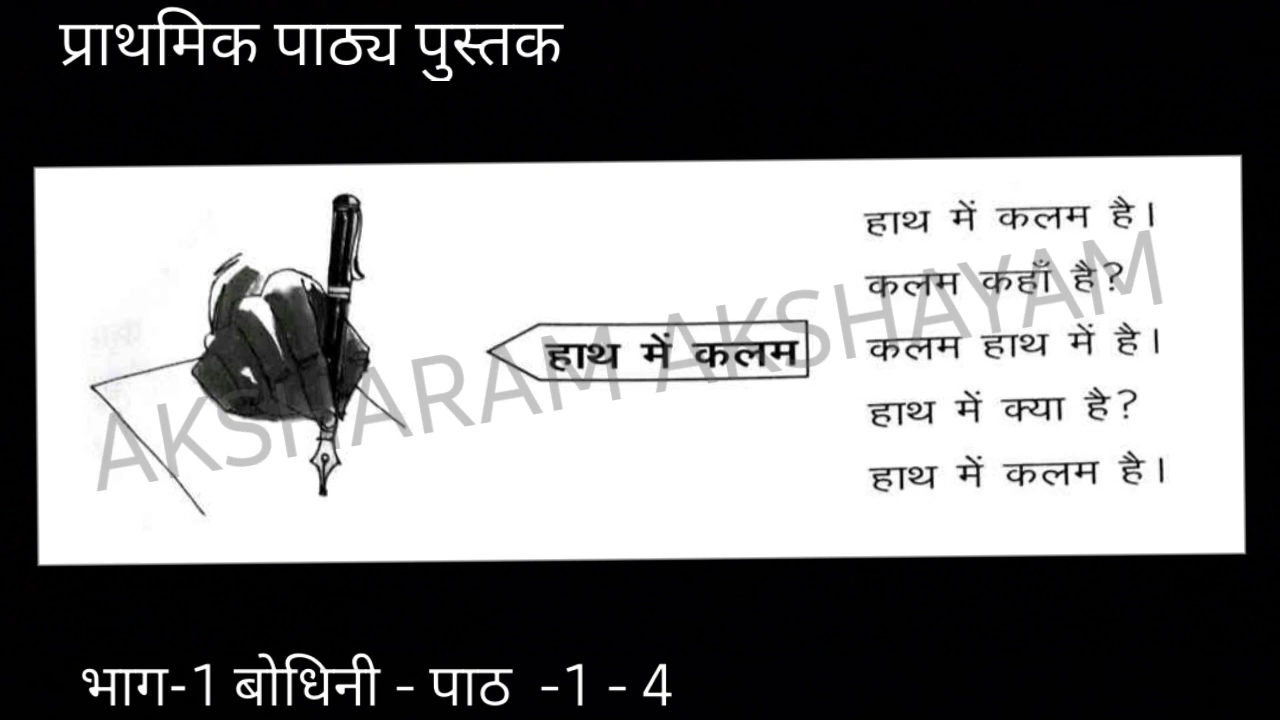 प्राथमिक पाठ्य पुस्तक
हाथ में कलम
हाथ में कलम है।
कलम कहाँ है?
कलम हाथ में है।
हाथ में क्या है?
हाथ में कलम है।
AKSHARAM AKSHAYAM
भाग-1 बोधिनी - पाठ -1 - 4